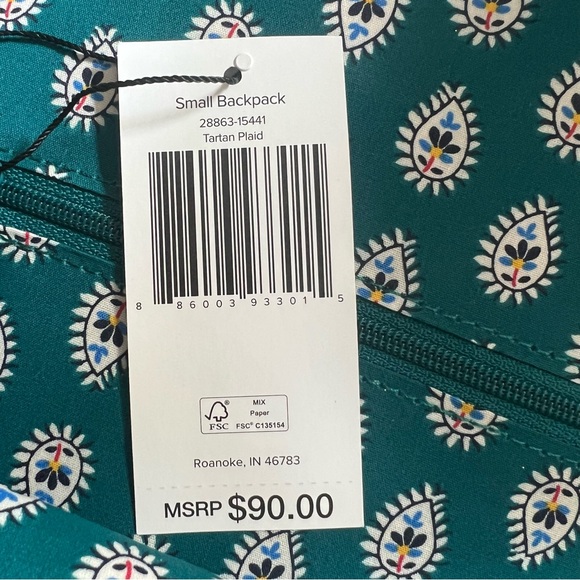 Small Backpack
28863-15441
Tartan Plaid
8 86003 93301 5
FSC®
MIX
Paper
FSC® C135154
Roanoke, IN 46783
MSRP $90.00